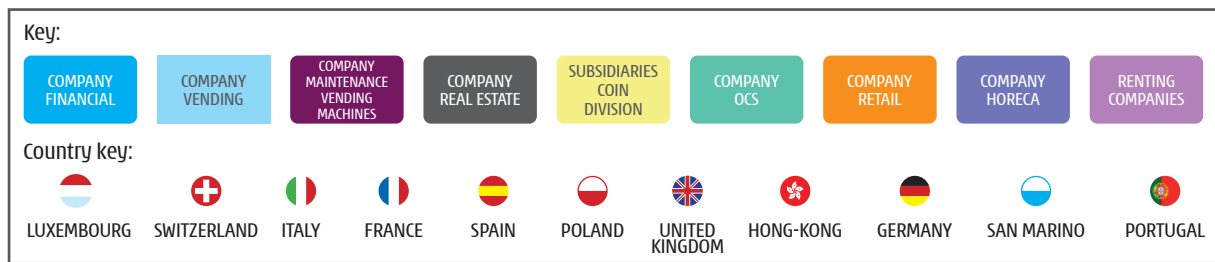 Key:
COMPANY
FINANCIAL
COMPANY
VENDING
COMPANY
MAINTENANCE
VENDING
MACHINES
COMPANY
REAL ESTATE
SUBSIDIARIES
COIN
DIVISION
COMPANY
OCS
COMPANY
RETAIL
COMPANY
HORECA
RENTING
COMPANIES
Country key:
LUXEMBOURG
SWITZERLAND
ITALY
FRANCE
SPAIN
POLAND
UNITED
KINGDOM
HONG-KONG
GERMANY
SAN MARINO
PORTUGAL